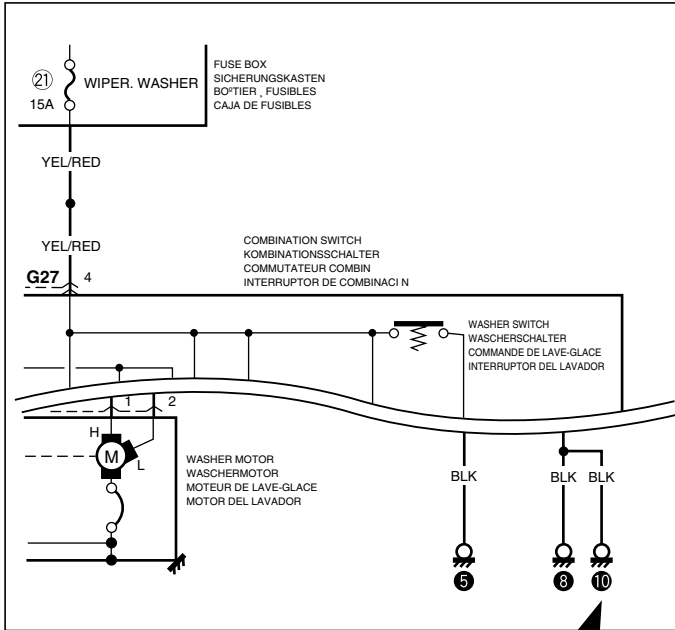 21
15A
WIPER. WASHER
FUSE BOX
SICHERUNGSKASTEN
BOºTIER ¸ FUSIBLES
CAJA DE FUSIBLES
YEL/RED
YEL/RED
G27 4
COMBINATION SWITCH
KOMBINATIONSSCHALTER
COMMUTATEUR COMBIN
INTERRUPTOR DE COMBINACI N
WASHER SWITCH
WASCHERSCHALTER
COMMANDE DE LAVE-GLACE
INTERRUPTOR DEL LAVADOR
1 2
H
M
L
WASHER MOTOR
WASCHERMOTOR
MOTEUR DE LAVE-GLACE
MOTOR DEL LAVADOR
BLK BLK BLK
5 8 10